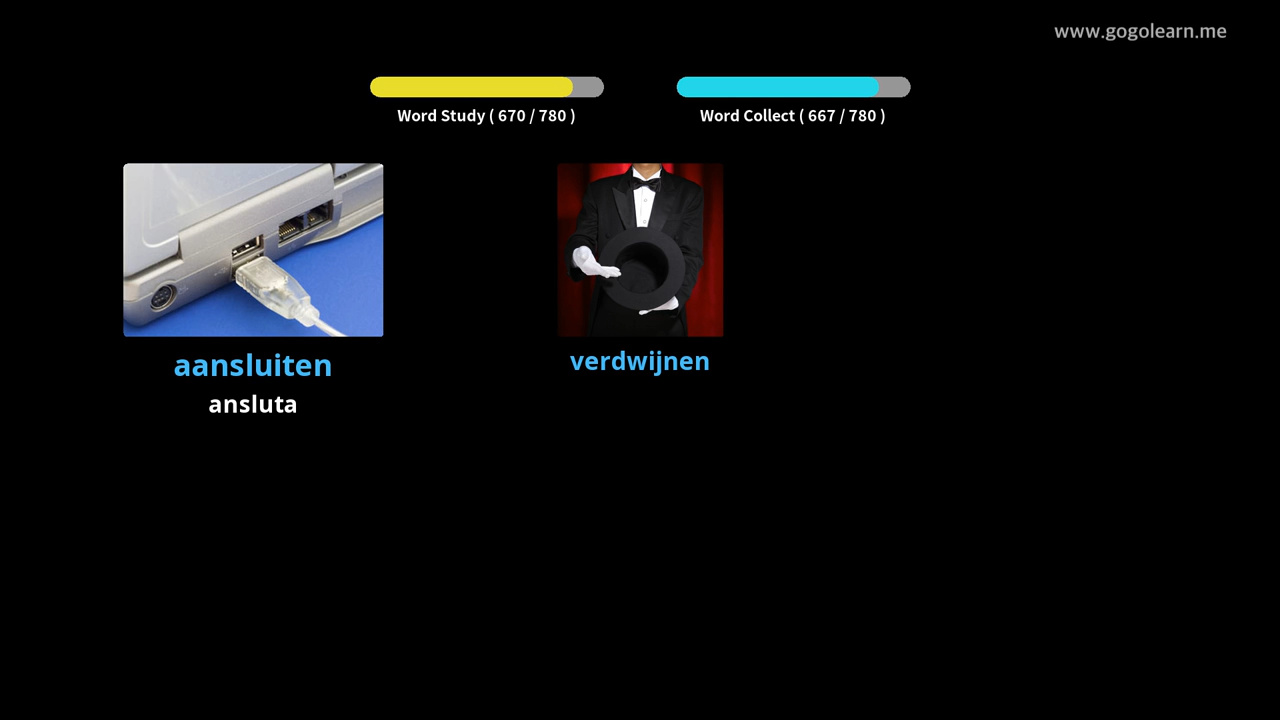 www.gogolearn.me
Word Study ( 670 / 780 )
Word Collect ( 667 / 780 )
aansluiten
ansluta
verdwijnen